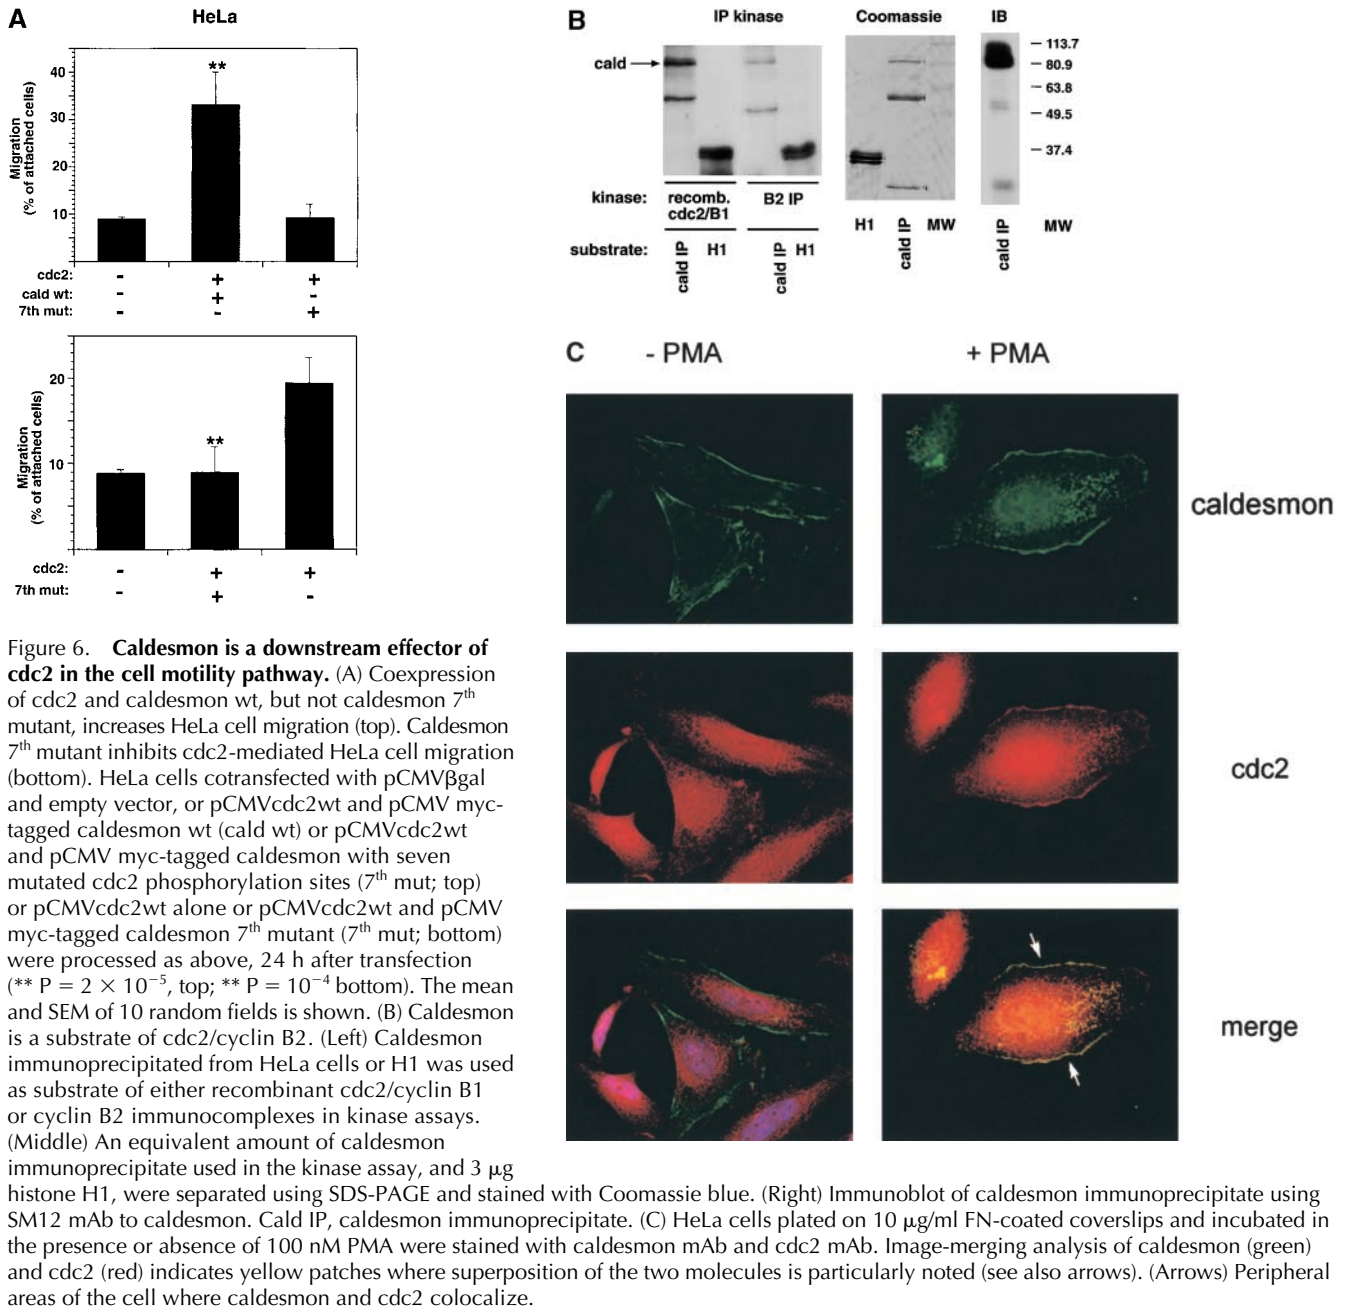 A
HeLa
Migration
(% of attached cells)
40
30
20
10
**
cdc2: - + +
cald wt: - + -
7th mut: - - +
Migration
(% of attached cells)
20
10
**
cdc2: - + +
7th mut: - + -
B
IP kinase
Coomassie
IB
cald
113.7
80.9
63.8
49.5
37.4
kinase:
recomb.
cdc2/B1
B2 IP
substrate:
cald IP
H1
cald IP
H1
H1
cald IP
MW
cald IP
MW
C
- PMA
+ PMA
caldesmon
cdc2
merge
Figure 6. Caldesmon is a downstream effector of
cdc2 in the cell motility pathway. (A) Coexpression
of cdc2 and caldesmon wt, but not caldesmon 7th
mutant, increases HeLa cell migration (top). Caldesmon
7th mutant inhibits cdc2-mediated HeLa cell migration
(bottom). HeLa cells cotransfected with pCMVβgal
and empty vector, or pCMVcdc2wt and pCMV myc-
tagged caldesmon wt (cald wt) or pCMVcdc2wt
and pCMV myc-tagged caldesmon with seven
mutated cdc2 phosphorylation sites (7th mut; top)
or pCMVcdc2wt alone or pCMVcdc2wt and pCMV
myc-tagged caldesmon 7th mutant (7th mut; bottom)
were processed as above, 24 h after transfection
(** P = 2 × 10−5, top; ** P = 10−4 bottom). The mean
and SEM of 10 random fields is shown. (B) Caldesmon
is a substrate of cdc2/cyclin B2. (Left) Caldesmon
immunoprecipitated from HeLa cells or H1 was used
as substrate of either recombinant cdc2/cyclin B1
or cyclin B2 immunocomplexes in kinase assays.
(Middle) An equivalent amount of caldesmon
immunoprecipitate used in the kinase assay, and 3 μg
histone H1, were separated using SDS-PAGE and stained with Coomassie blue. (Right) Immunoblot of caldesmon immunoprecipitate using
SM12 mAb to caldesmon. Cald IP, caldesmon immunoprecipitate. (C) HeLa cells plated on 10 μg/ml FN-coated coverslips and incubated in
the presence or absence of 100 nM PMA were stained with caldesmon mAb and cdc2 mAb. Image-merging analysis of caldesmon (green)
and cdc2 (red) indicates yellow patches where superposition of the two molecules is particularly noted (see also arrows). (Arrows) Peripheral
areas of the cell where caldesmon and cdc2 colocalize.